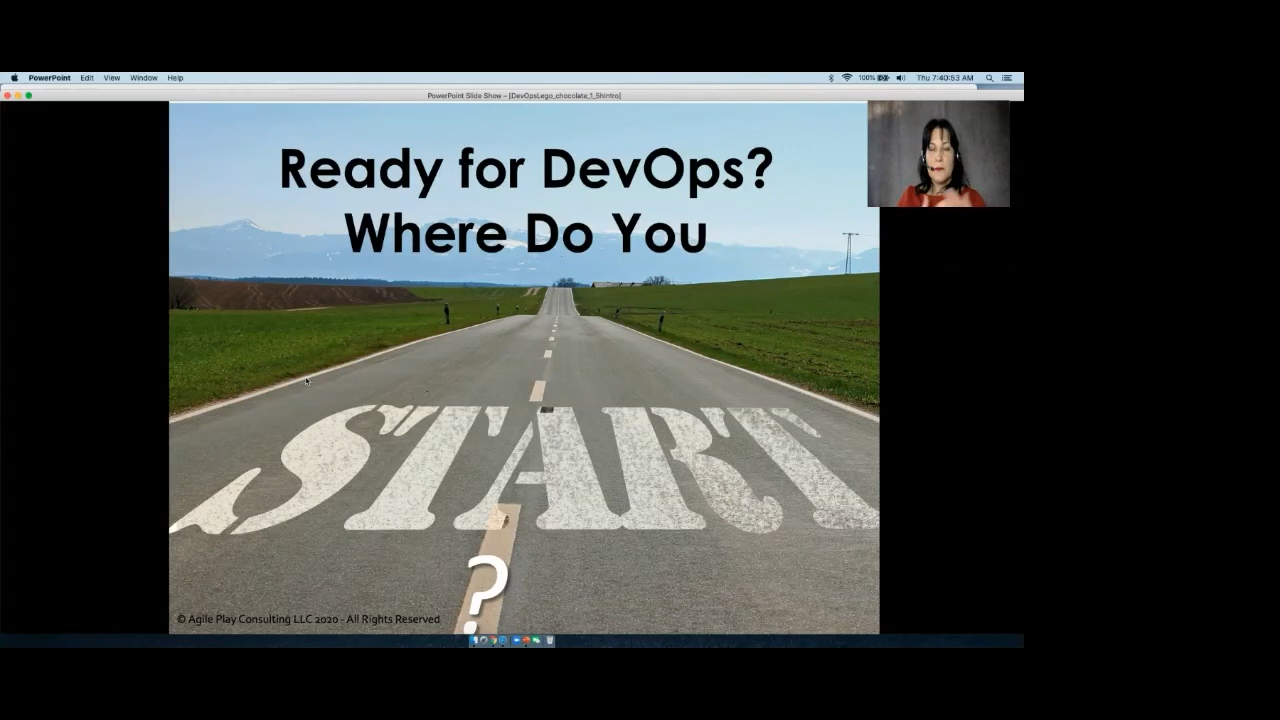 PowerPoint Edit View Window Help
100% Thu 7:40:53 AM
PowerPoint Slide Show – [DevOpsLego_chocolate_1_5hIntro]
Ready for DevOps?
Where Do You
START
?
© Agile Play Consulting LLC 2020 - All Rights Reserved